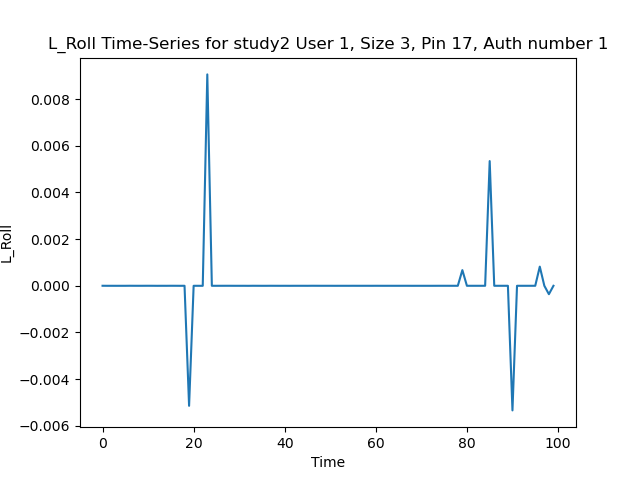 L_Roll Time-Series for study2 User 1, Size 3, Pin 17, Auth number 1
0.008
0.006
0.004
0.002
0.000
−0.002
−0.004
−0.006
L_Roll
0 20 40 60 80 100
Time